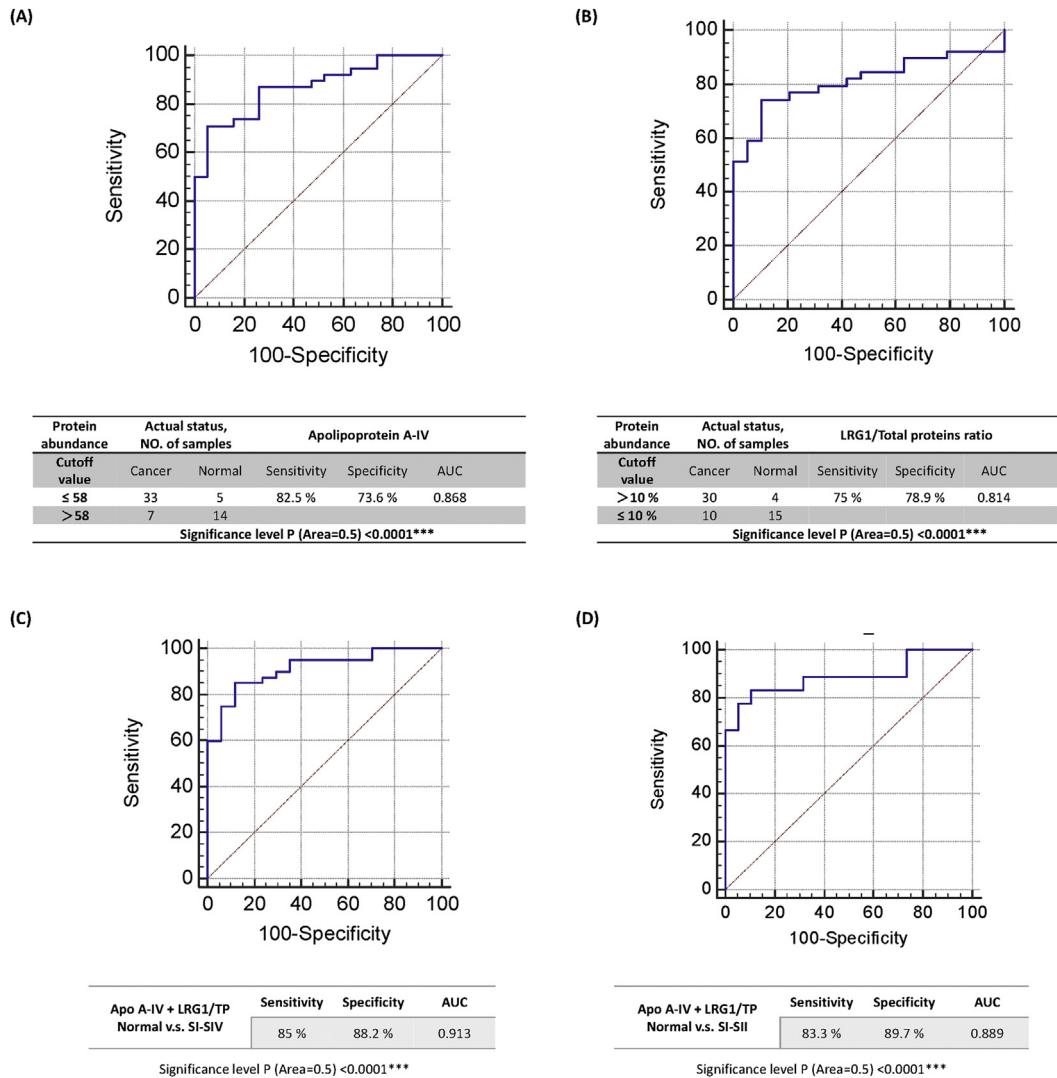 (A)
100
80
60
40
20
0
Sensitivity
0 20 40 60 80 100
100-Specificity
Protein abundance Actual status, NO. of samples Apolipoprotein A-IV
Cutoff value Cancer Normal Sensitivity Specificity AUC
≤ 58 33 5 82.5 % 73.6 % 0.868
＞58 7 14
Significance level P (Area=0.5) <0.0001***
(B)
100
80
60
40
20
0
Sensitivity
0 20 40 60 80 100
100-Specificity
Protein abundance Actual status, NO. of samples LRG1/Total proteins ratio
Cutoff value Cancer Normal Sensitivity Specificity AUC
＞10 % 30 4 75 % 78.9 % 0.814
≤ 10 % 10 15
Significance level P (Area=0.5) <0.0001***
(C)
100
80
60
40
20
0
Sensitivity
0 20 40 60 80 100
100-Specificity
Apo A-IV + LRG1/TP
Normal v.s. SI-SIV
Sensitivity Specificity AUC
85 % 88.2 % 0.913
Significance level P (Area=0.5) <0.0001***
(D)
100
80
60
40
20
0
Sensitivity
0 20 40 60 80 100
100-Specificity
Apo A-IV + LRG1/TP
Normal v.s. SI-SII
Sensitivity Specificity AUC
83.3 % 89.7 % 0.889
Significance level P (Area=0.5) <0.0001***